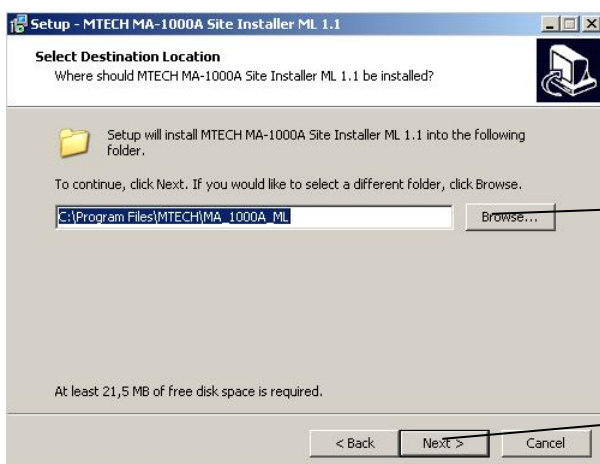 Setup - MTECH MA-1000A Site Installer ML 1.1
Select Destination Location
Where should MTECH MA-1000A Site Installer ML 1.1 be installed?
Setup will install MTECH MA-1000A Site Installer ML 1.1 into the following
folder.
To continue, click Next. If you would like to select a different folder, click Browse.
C:\Program Files\MTECH\MA_1000A_ML
Browse...
At least 21,5 MB of free disk space is required.
< Back
Next >
Cancel